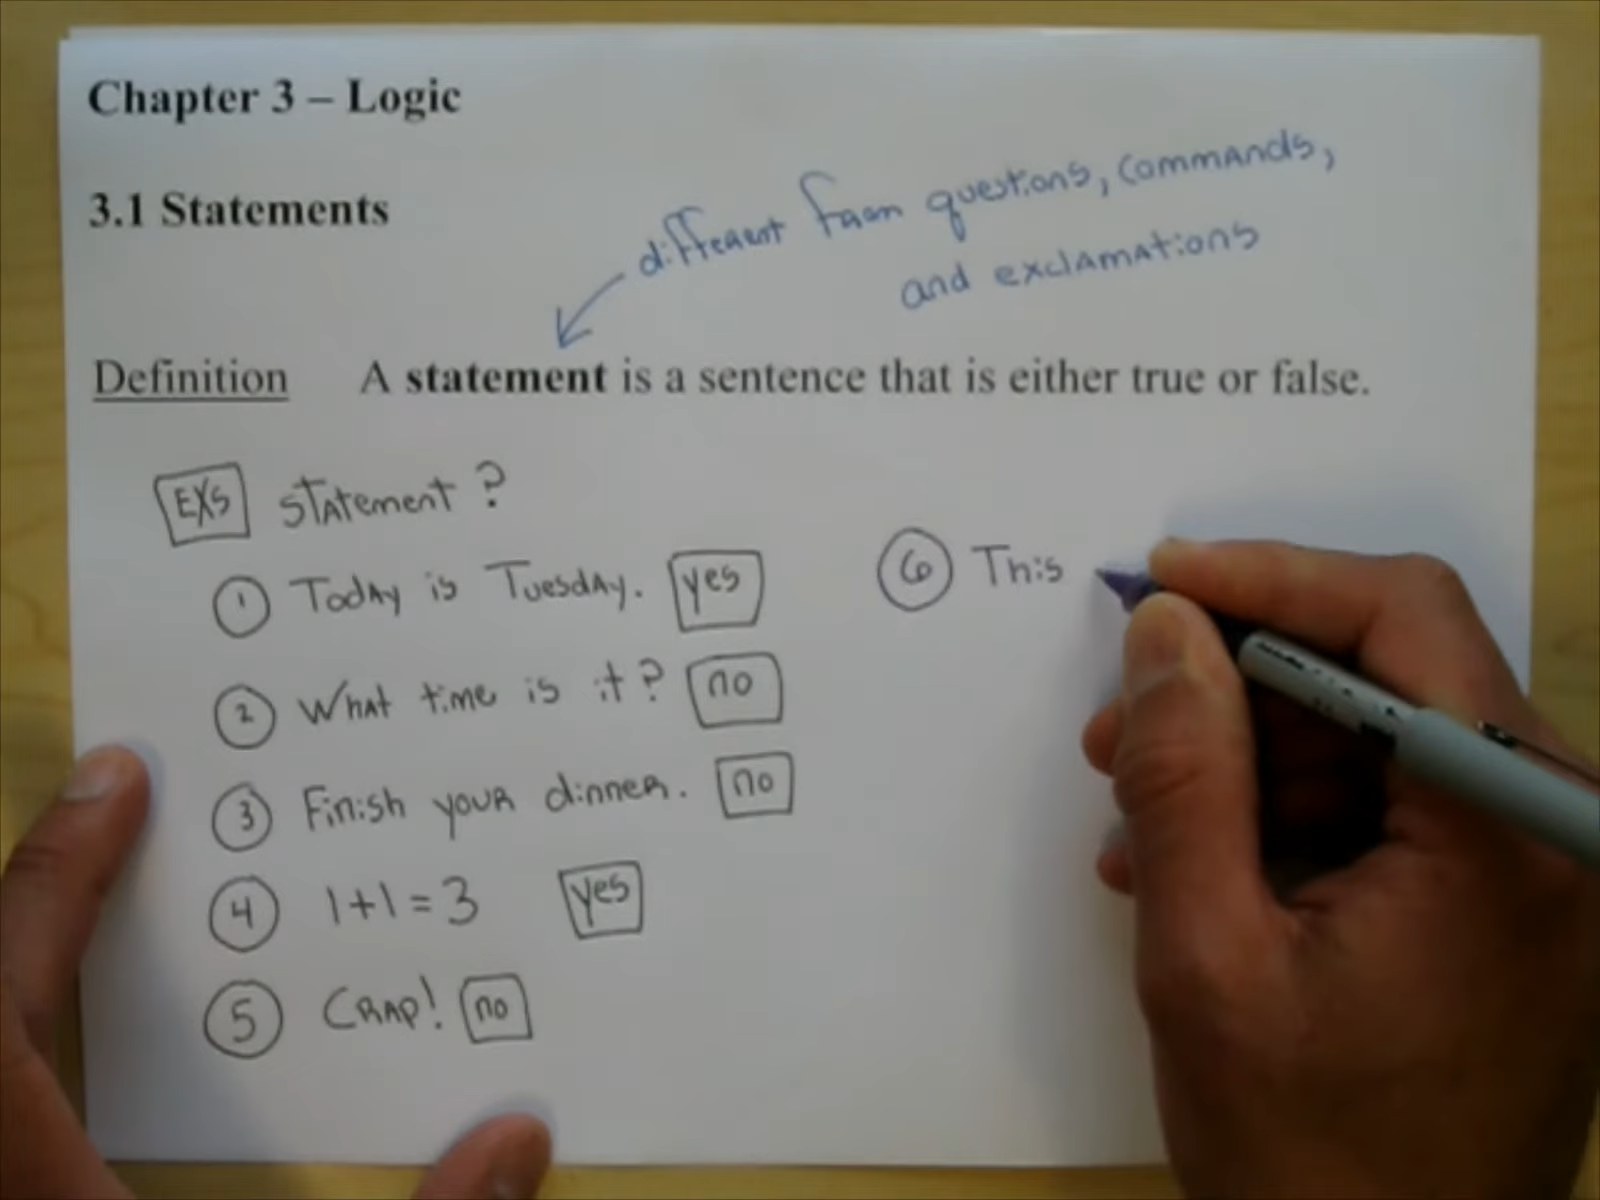 Chapter 3 – Logic
3.1 Statements
different from questions, commands,
and exclamations
Definition A statement is a sentence that is either true or false.
EXS Statement?
1 Today is Tuesday. yes
2 What time is it? no
3 Finish your dinner. no
4 1+1=3 yes
5 Crap! no
6 This